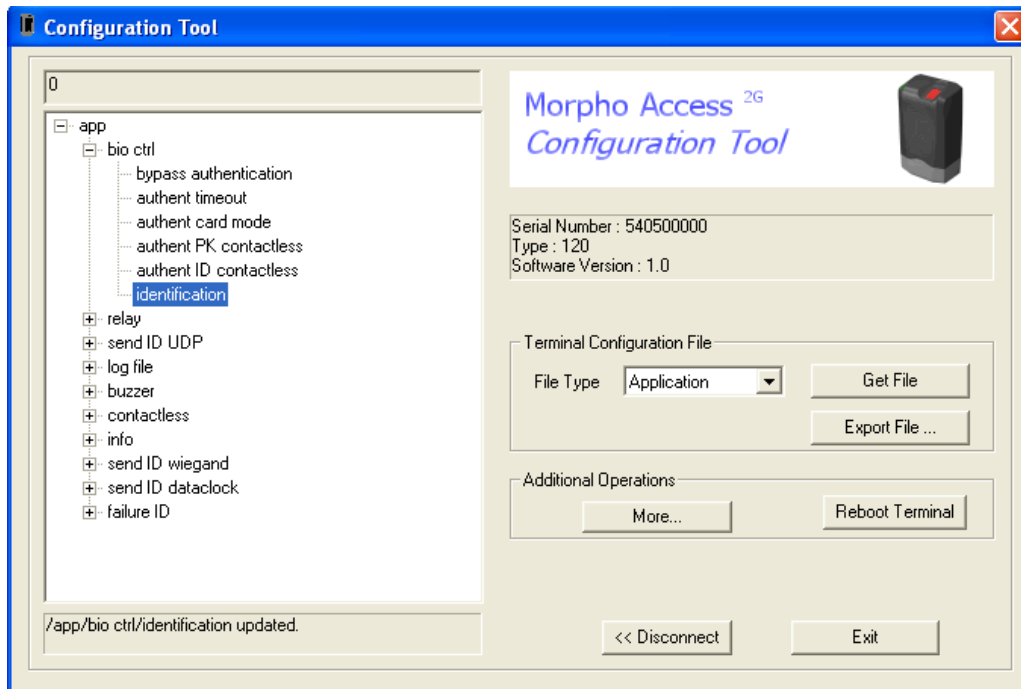 Configuration Tool
0
app
bio ctrl
bypass authentication
authent timeout
authent card mode
authent PK contactless
authent ID contactless
identification
relay
send ID UDP
log file
buzzer
contactless
info
send ID wiegand
send ID dataclock
failure ID
/app/bio ctrl/identification updated.
Morpho Access 2G
Configuration Tool
Serial Number : 540500000
Type : 120
Software Version : 1.0
Terminal Configuration File
File Type Application Get File
Export File ...
Additional Operations
More... Reboot Terminal
<< Disconnect Exit